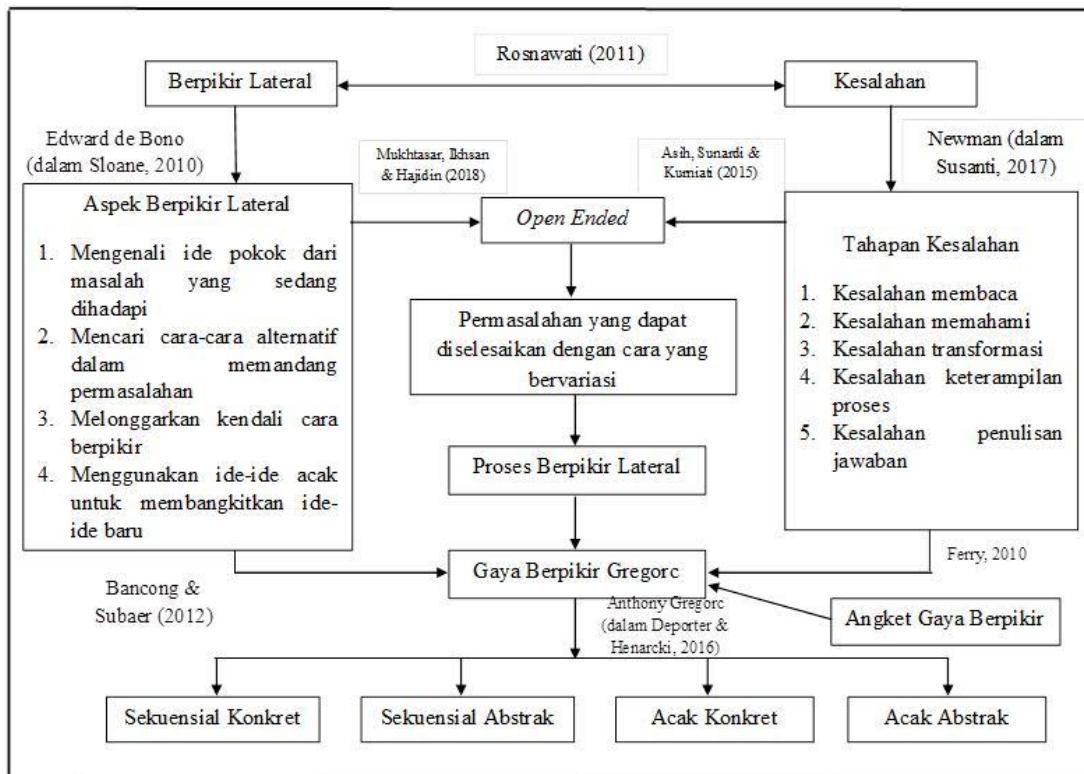 Rosnawati (2011)
Berpikir Lateral
Kesalahan
Edward de Bono
(dalam Sloane, 2010)
Mukhtasar, Ikhsan
& Hajidin (2018)
Asih, Sunardi &
Kurniati (2015)
Newman (dalam
Susanti, 2017)
Aspek Berpikir Lateral
1. Mengenali ide pokok dari
masalah yang sedang
dihadapi
2. Mencari cara-cara alternatif
dalam memandang
permasalahan
3. Melonggarkan kendali cara
berpikir
4. Menggunakan ide-ide acak
untuk membangkitkan ide-
ide baru
Open Ended
Permasalahan yang dapat
diselesaikan dengan cara yang
bervariasi
Proses Berpikir Lateral
Tahapan Kesalahan
1. Kesalahan membaca
2. Kesalahan memahami
3. Kesalahan transformasi
4. Kesalahan keterampilan
proses
5. Kesalahan penulisan
jawaban
Bancong &
Subaer (2012)
Gaya Berpikir Gregorc
Ferry, 2010
Anthony Gregorc
(dalam Deporter &
Henarcki, 2016)
Angket Gaya Berpikir
Sekuensial Konkret
Sekuensial Abstrak
Acak Konkret
Acak Abstrak